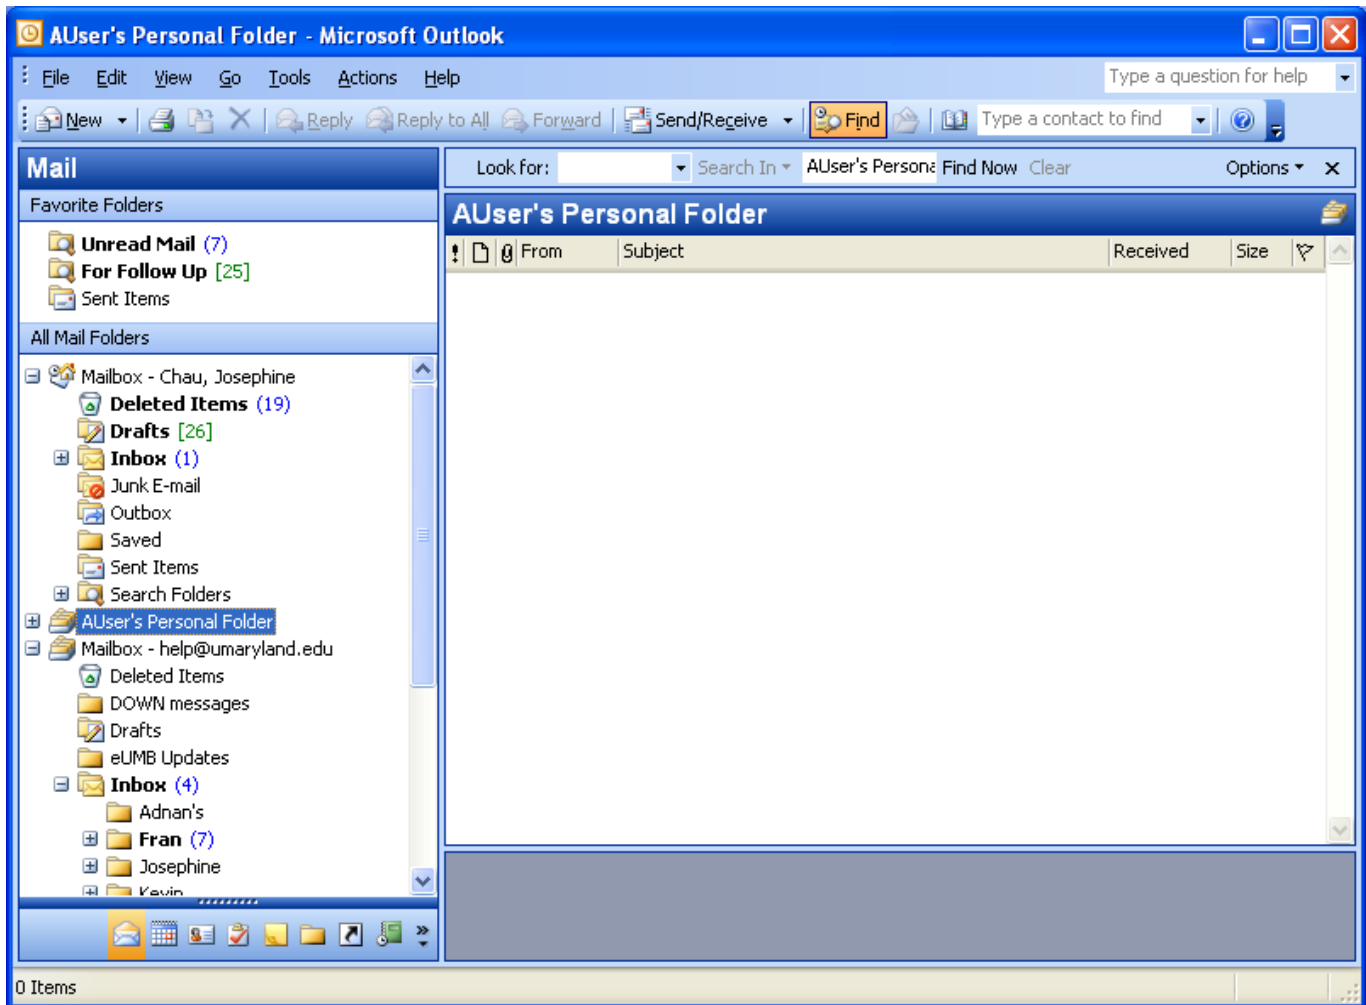 AUser's Personal Folder - Microsoft Outlook
File Edit View Go Tools Actions Help Type a question for help
New Reply Reply to All Forward Send/Receive Find Type a contact to find
Mail
Look for: Search In AUser's Persona Find Now Clear Options
Favorite Folders
Unread Mail (7)
For Follow Up [25]
Sent Items
AUser's Personal Folder
From Subject Received Size
All Mail Folders
Mailbox - Chau, Josephine
Deleted Items (19)
Drafts [26]
Inbox (1)
Junk E-mail
Outbox
Saved
Sent Items
Search Folders
AUser's Personal Folder
Mailbox - help@umaryland.edu
Deleted Items
DOWN messages
Drafts
eUMB Updates
Inbox (4)
Adnan's
Fran (7)
Josephine
Kevin
0 Items